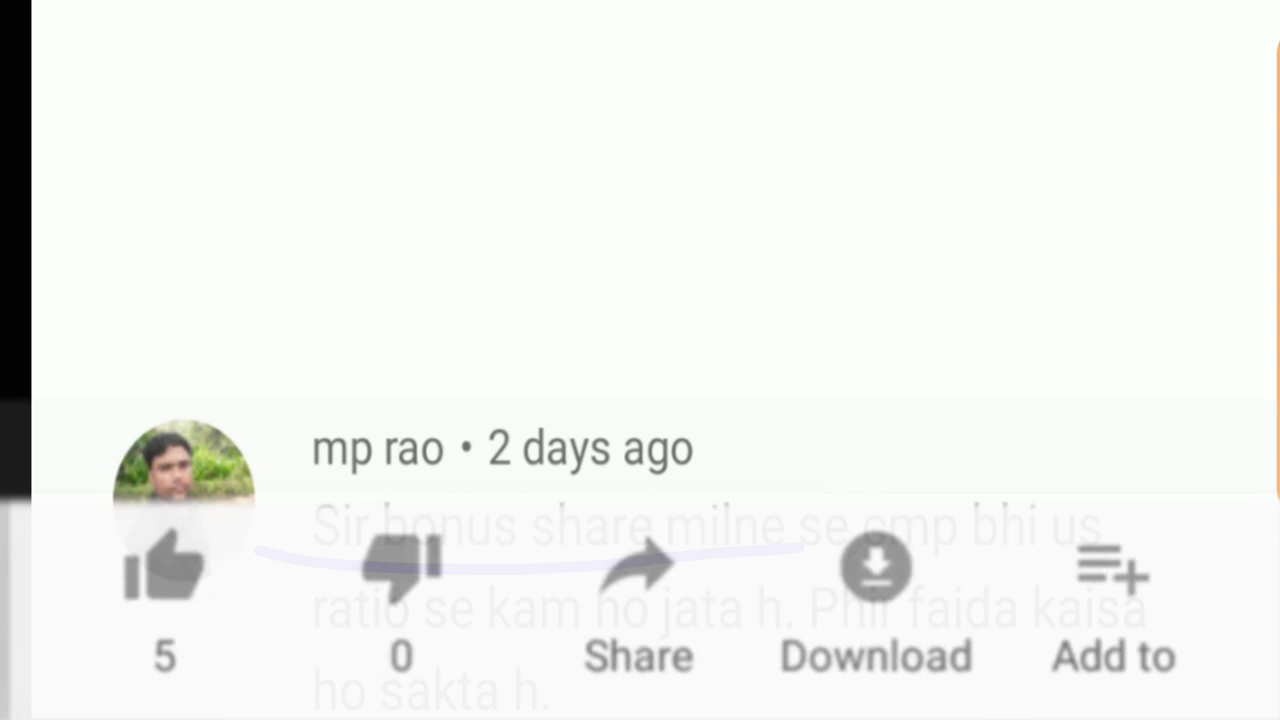 mp rao • 2 days ago
Sir bonus share milne se cmp bhi us
ratio se kam ho jata h. Phir faida kaisa
ho sakta h.
5 0 Share Download Add to